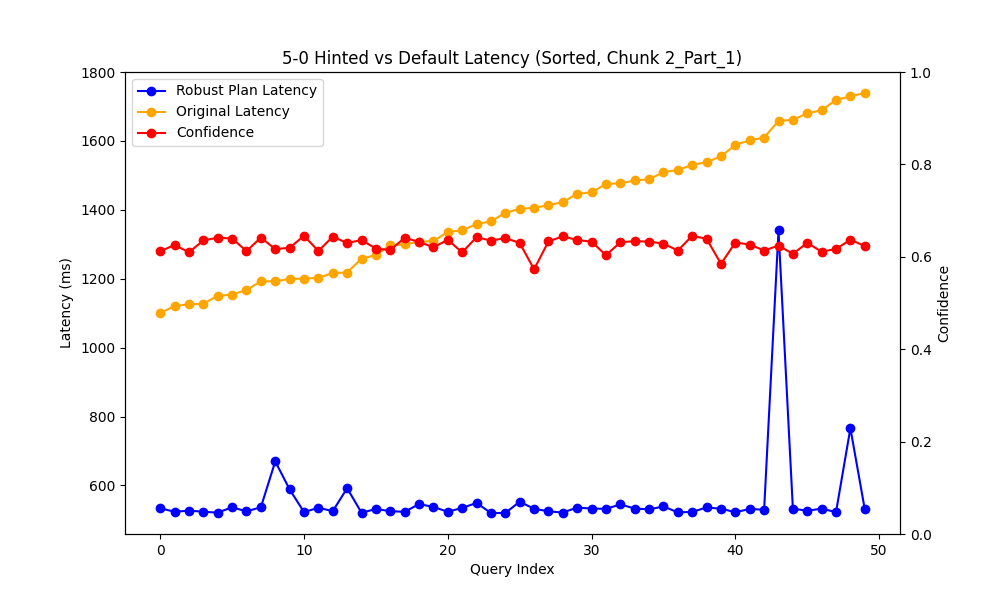 5-0 Hinted vs Default Latency (Sorted, Chunk 2_Part_1)
Robust Plan Latency
Original Latency
Confidence
Latency (ms)
1800
1600
1400
1200
1000
800
600
1.0
0.8
0.6
0.4
0.2
0.0
Confidence
0 10 20 30 40 50
Query Index